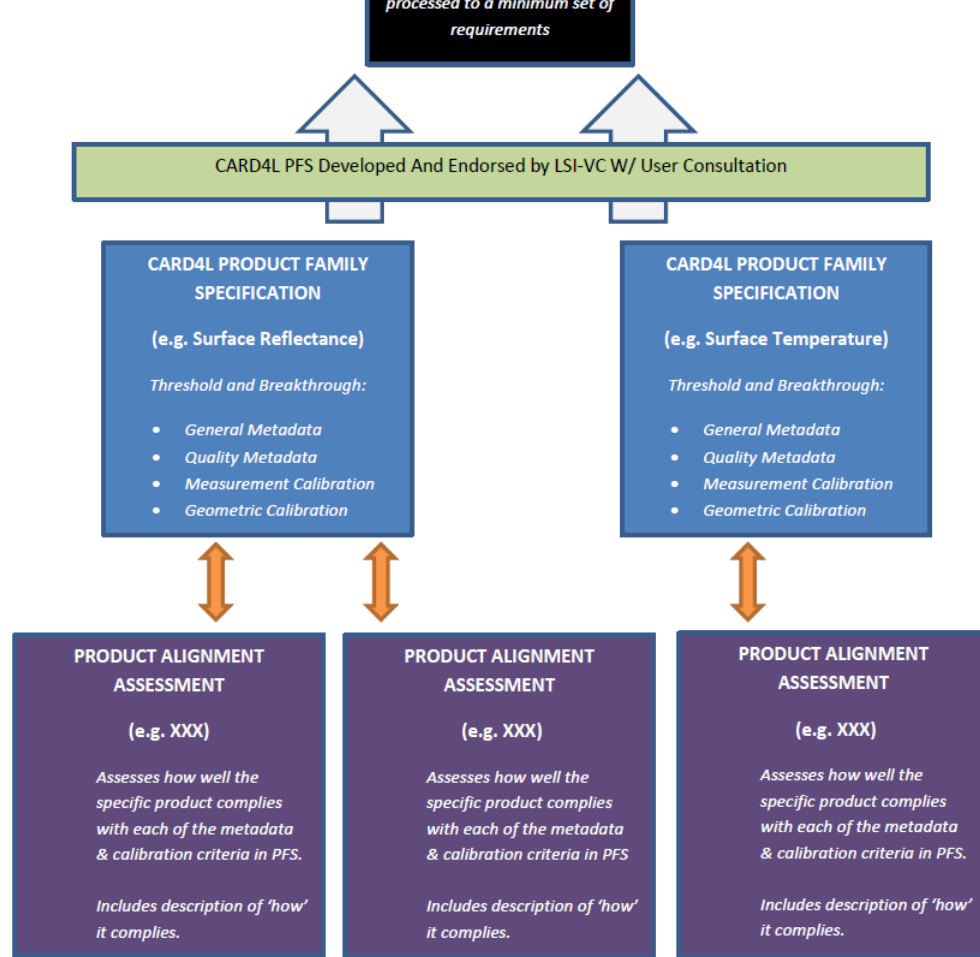 processed to a minimum set of
requirements
CARD4L PFS Developed And Endorsed by LSI-VC W/ User Consultation
CARD4L PRODUCT FAMILY
SPECIFICATION
(e.g. Surface Reflectance)
Threshold and Breakthrough:
• General Metadata
• Quality Metadata
• Measurement Calibration
• Geometric Calibration
CARD4L PRODUCT FAMILY
SPECIFICATION
(e.g. Surface Temperature)
Threshold and Breakthrough:
• General Metadata
• Quality Metadata
• Measurement Calibration
• Geometric Calibration
PRODUCT ALIGNMENT
ASSESSMENT
(e.g. XXX)
Assesses how well the
specific product complies
with each of the metadata
& calibration criteria in PFS.
Includes description of ‘how’
it complies.
PRODUCT ALIGNMENT
ASSESSMENT
(e.g. XXX)
Assesses how well the
specific product complies
with each of the metadata
& calibration criteria in PFS
Includes description of ‘how’
it complies.
PRODUCT ALIGNMENT
ASSESSMENT
(e.g. XXX)
Assesses how well the
specific product complies
with each of the metadata
& calibration criteria in PFS.
Includes description of ‘how’
it complies.